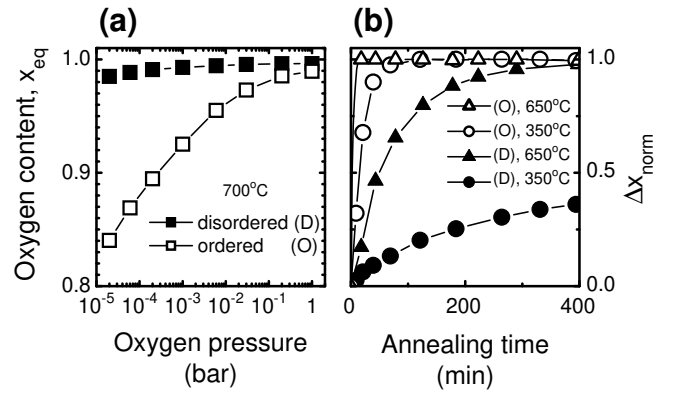 (a)
(b)
Oxygen content, x_eq
1.0
0.9
0.8
700°C
disordered (D)
ordered (O)
10^-5 10^-4 10^-3 10^-2 10^-1 1
Oxygen pressure
(bar)
(O), 650°C
(O), 350°C
(D), 650°C
(D), 350°C
1.0
0.5
0.0
Δx_norm
0 200 400
Annealing time
(min)